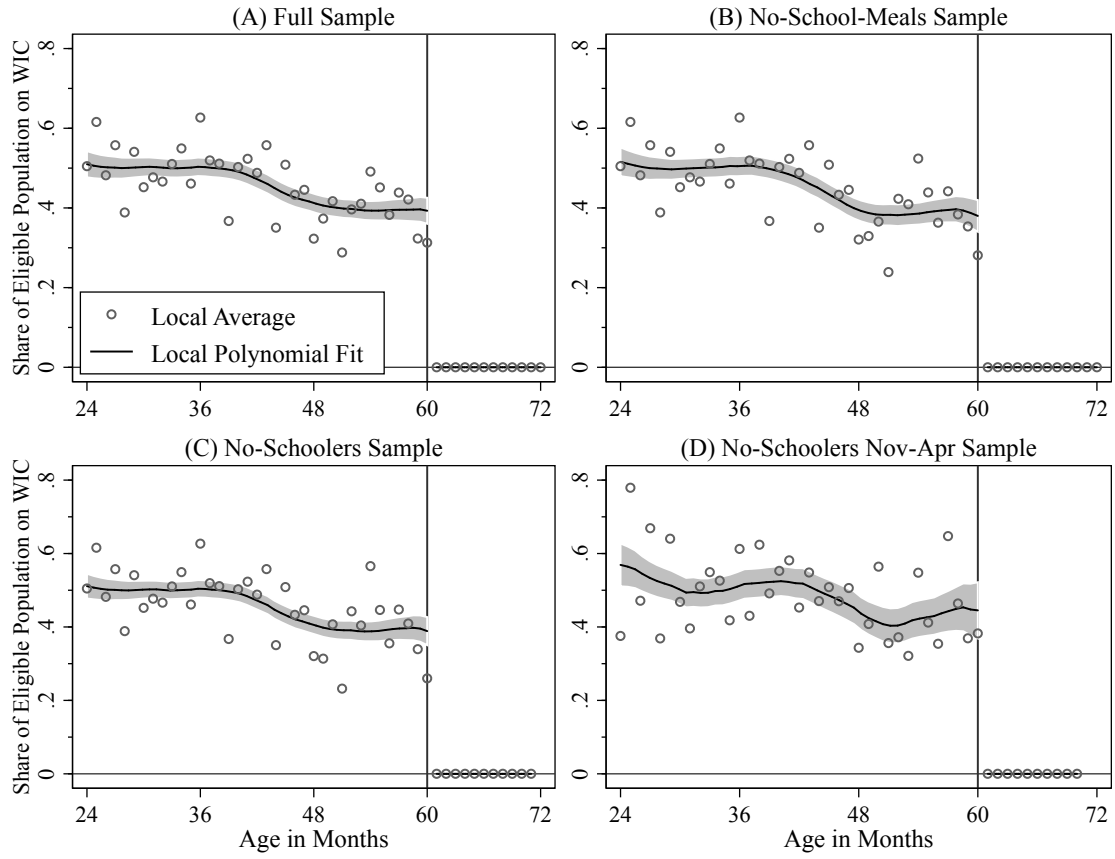 (A) Full Sample
Share of Eligible Population on WIC
.8
.6
.4
.2
0
Local Average
Local Polynomial Fit
24 36 48 60 72
(B) No-School-Meals Sample
.8
.6
.4
.2
0
24 36 48 60 72
(C) No-Schoolers Sample
Share of Eligible Population on WIC
.8
.6
.4
.2
0
24 36 48 60 72
Age in Months
(D) No-Schoolers Nov-Apr Sample
.8
.6
.4
.2
0
24 36 48 60 72
Age in Months